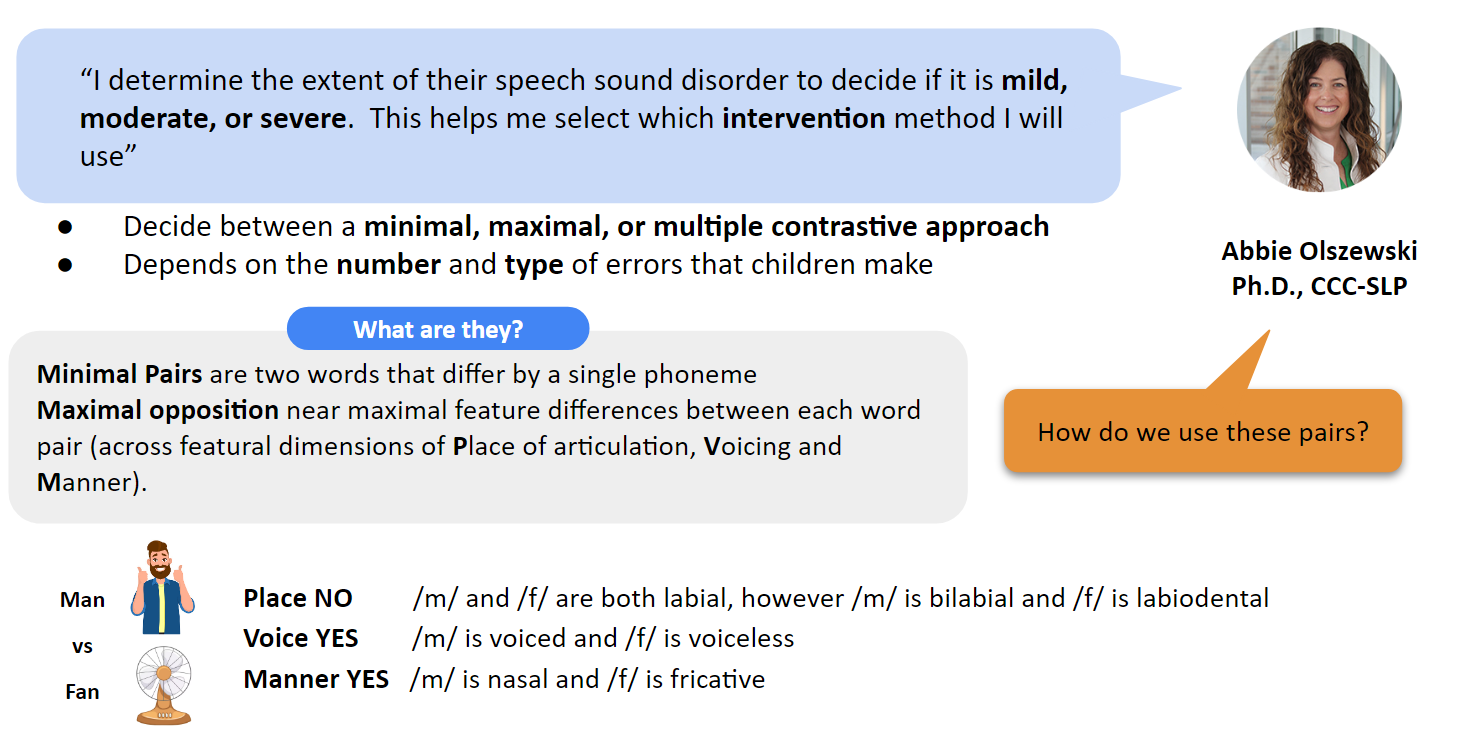 “I determine the extent of their speech sound disorder to decide if it is mild,
moderate, or severe.  This helps me select which intervention method I will
use”
● Decide between a minimal, maximal, or multiple contrastive approach
● Depends on the number and type of errors that children make
Abbie Olszewski
Ph.D., CCC-SLP
What are they?
Minimal Pairs are two words that differ by a single phoneme
Maximal opposition near maximal feature differences between each word
pair (across featural dimensions of Place of articulation, Voicing and
Manner).
How do we use these pairs?
Man
vs
Fan
Place NO /m/ and /f/ are both labial, however /m/ is bilabial and /f/ is labiodental
Voice YES /m/ is voiced and /f/ is voiceless
Manner YES /m/ is nasal and /f/ is fricative